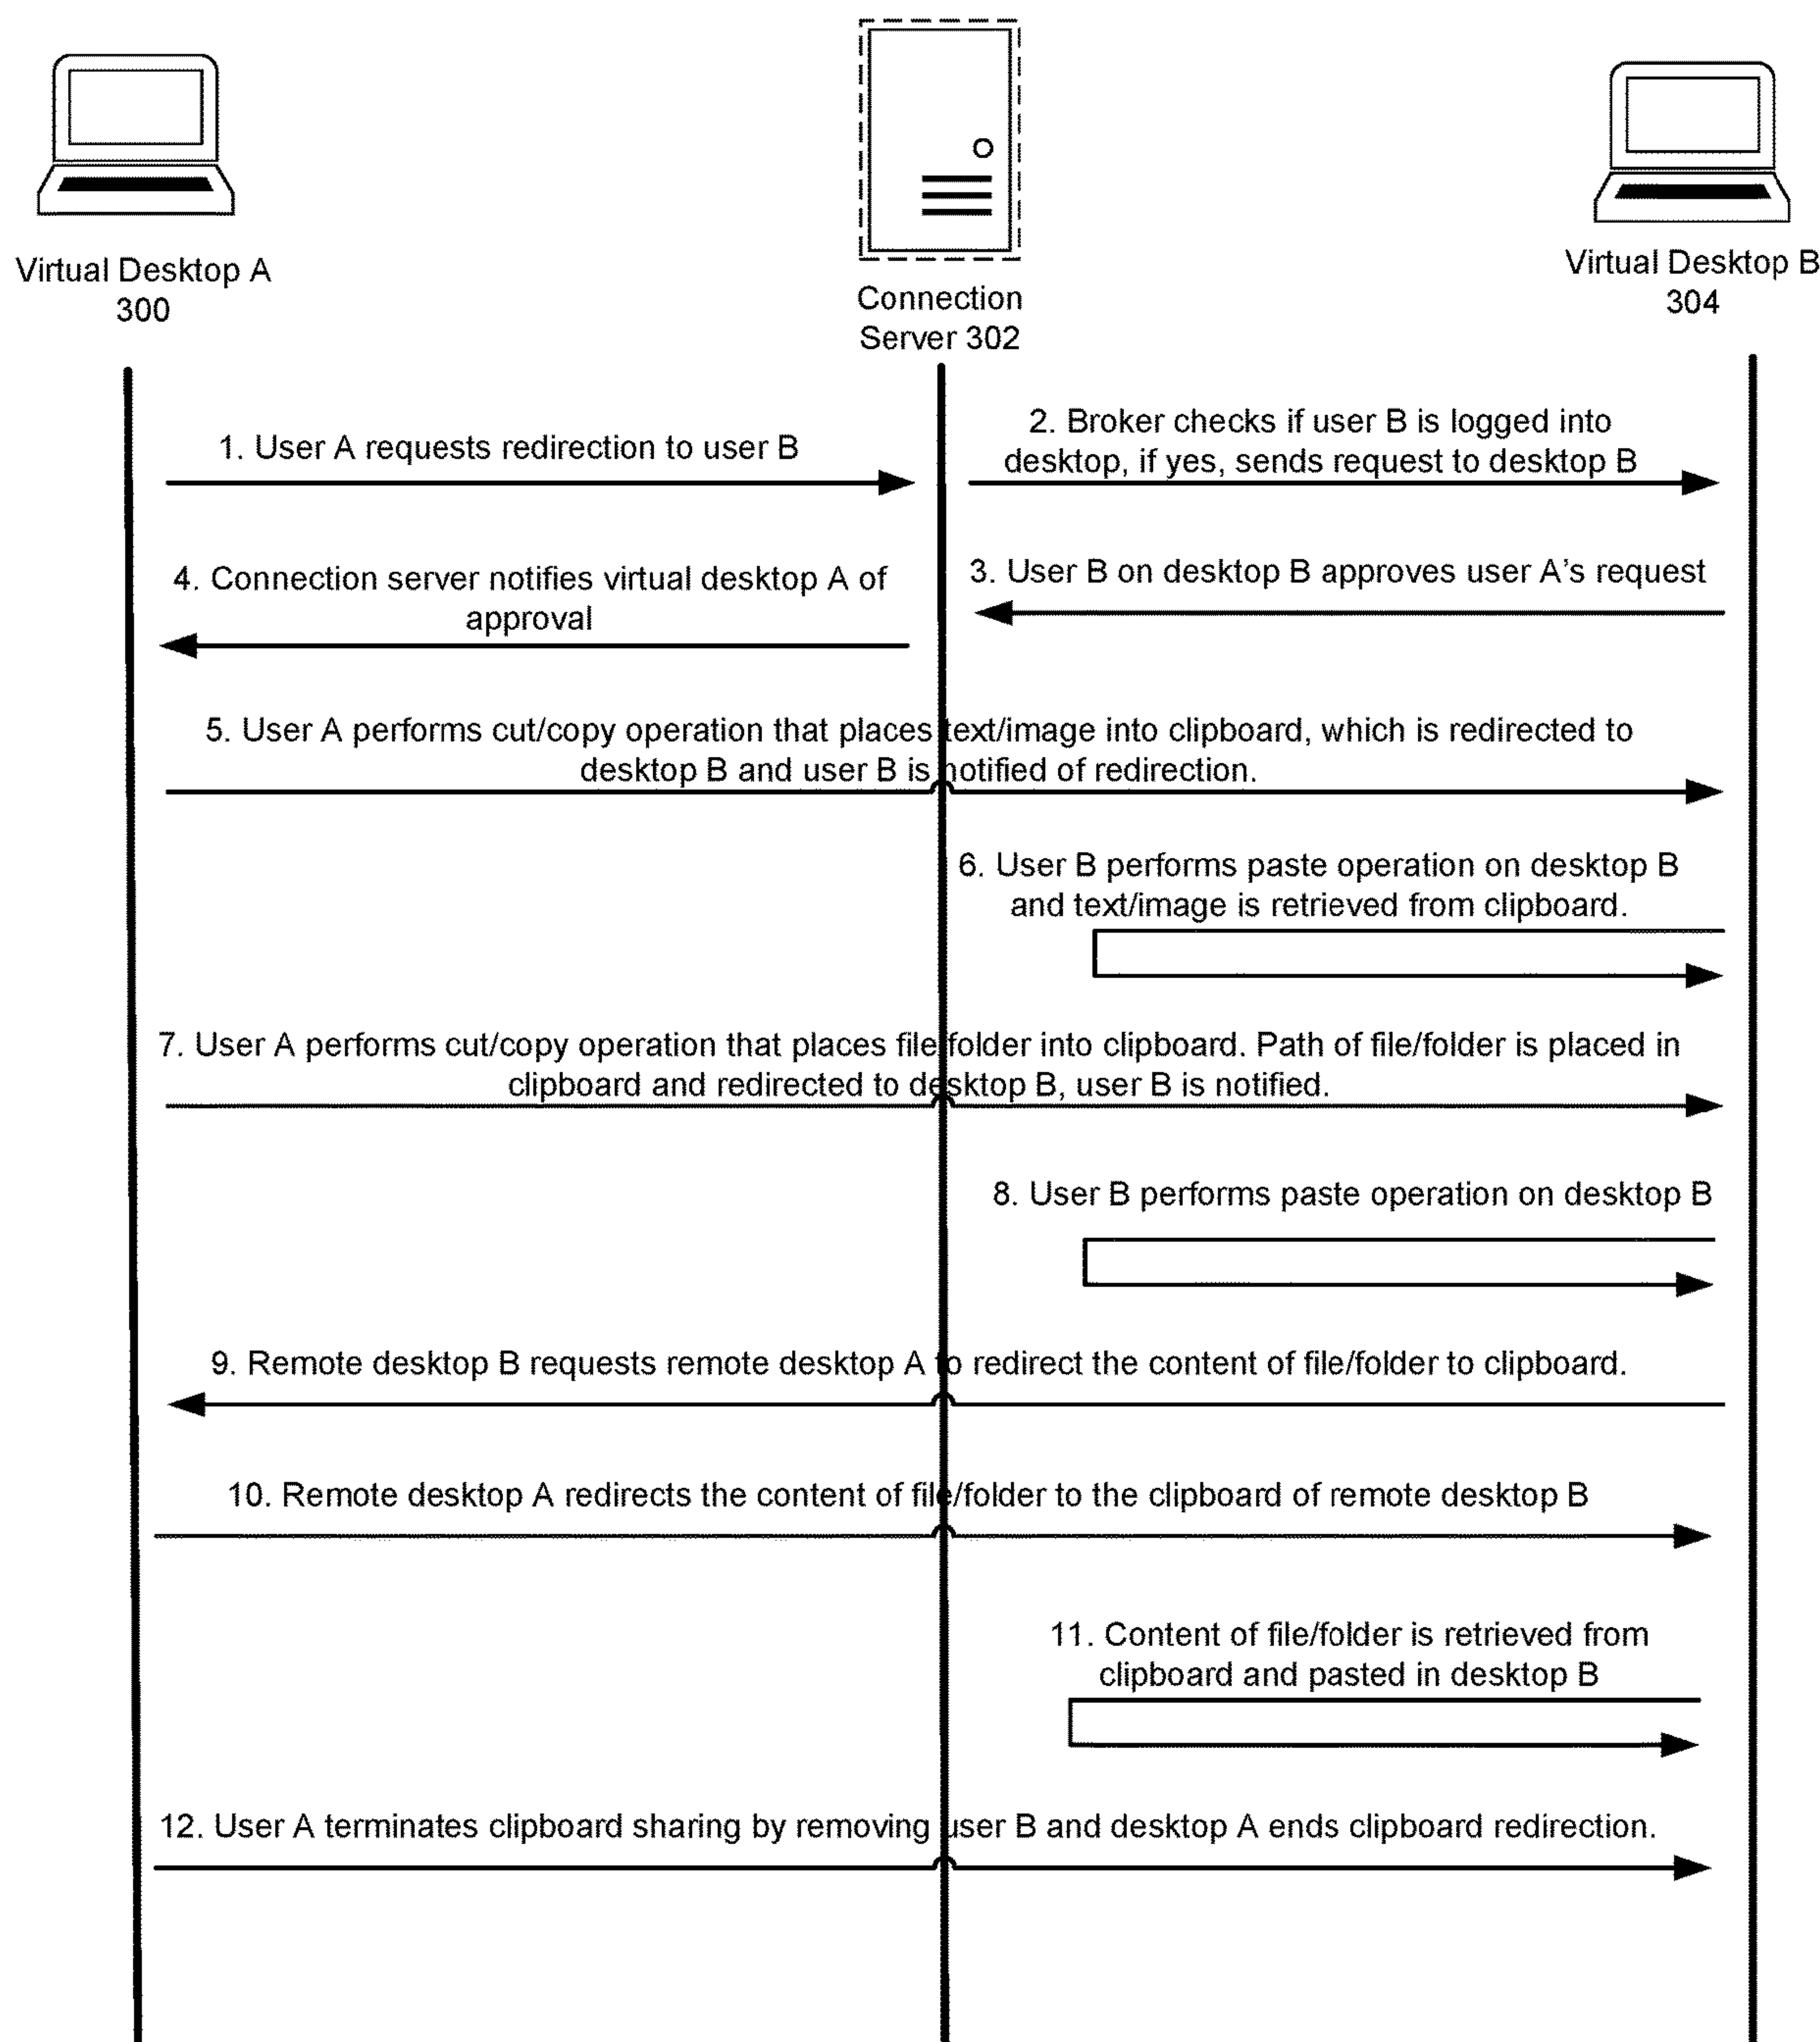 Virtual Desktop A
300
Connection
Server 302
Virtual Desktop B
304
1. User A requests redirection to user B
2. Broker checks if user B is logged into
desktop, if yes, sends request to desktop B
3. User B on desktop B approves user A's request
4. Connection server notifies virtual desktop A of
approval
5. User A performs cut/copy operation that places text/image into clipboard, which is redirected to
desktop B and user B is notified of redirection.
6. User B performs paste operation on desktop B
and text/image is retrieved from clipboard.
7. User A performs cut/copy operation that places file/folder into clipboard. Path of file/folder is placed in
clipboard and redirected to desktop B, user B is notified.
8. User B performs paste operation on desktop B
9. Remote desktop B requests remote desktop A to redirect the content of file/folder to clipboard.
10. Remote desktop A redirects the content of file/folder to the clipboard of remote desktop B
11. Content of file/folder is retrieved from
clipboard and pasted in desktop B
12. User A terminates clipboard sharing by removing user B and desktop A ends clipboard redirection.